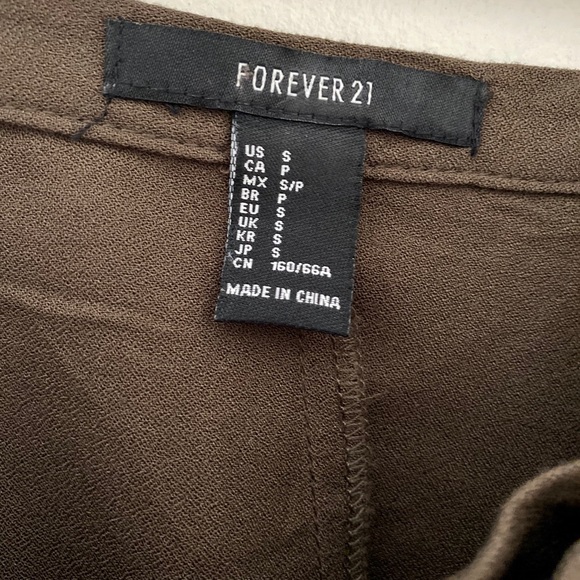 FOREVER 21
US S
CA P
MX S/P
BR P
EU S
UK S
KR S
JP S
CN 160/66A
MADE IN CHINA